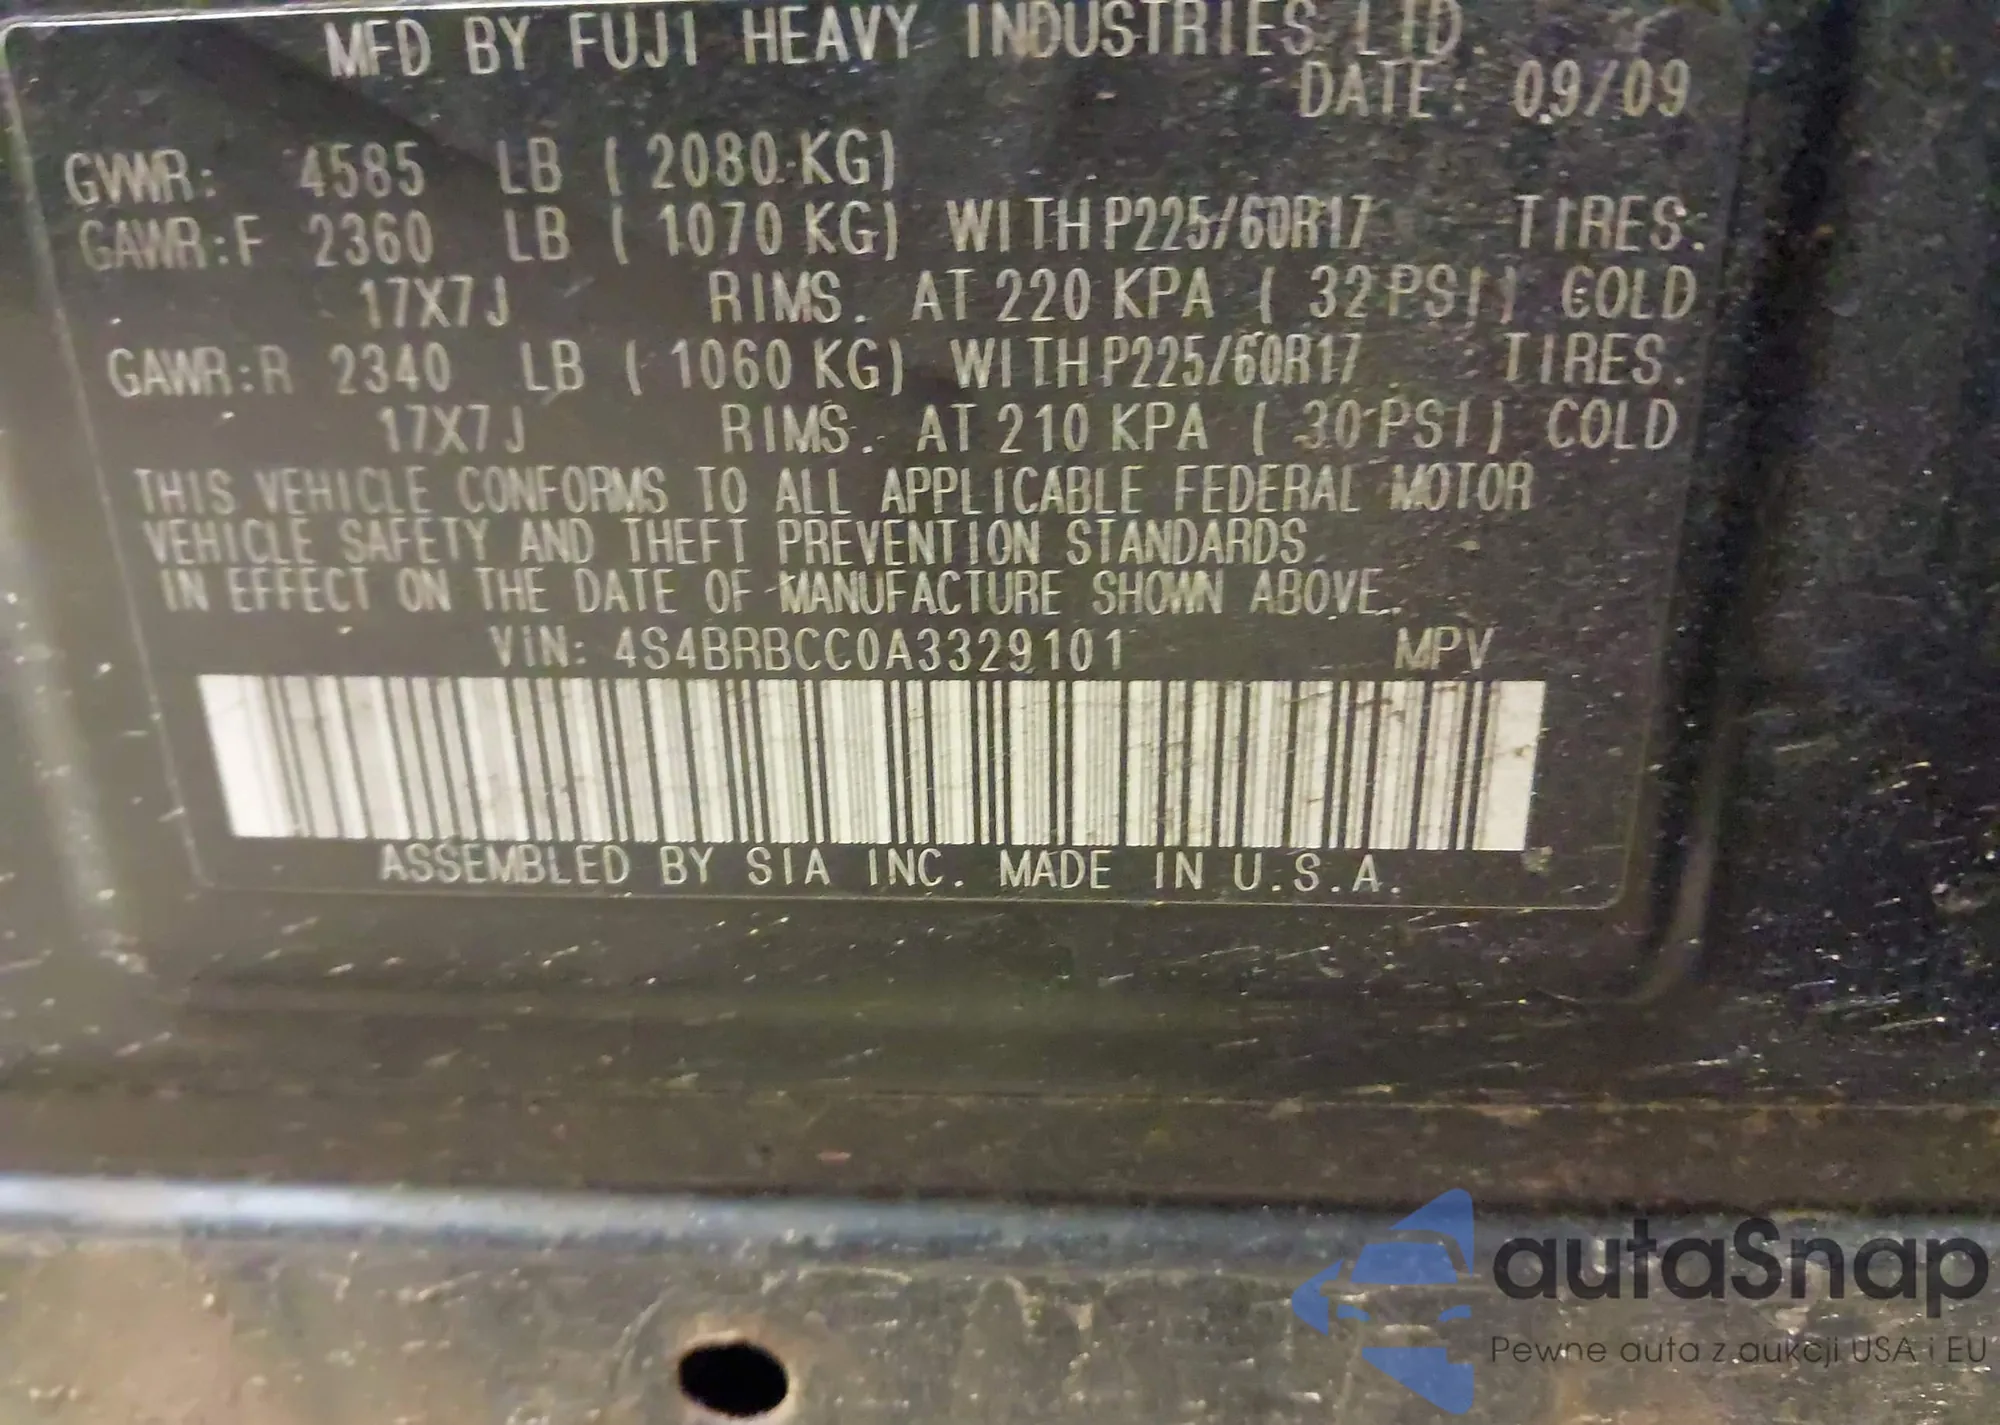 MFD BY FUJI HEAVY INDUSTRIES LTD.
DATE: 09/09
GVWR: 4585 LB ( 2080 KG)
GAWR:F 2360 LB ( 1070 KG) WITH P225/60R17 TIRES.
17X7J RIMS. AT 220 KPA ( 32 PSI) COLD
GAWR:R 2340 LB ( 1060 KG) WITH P225/60R17 TIRES.
17X7J RIMS. AT 210 KPA ( 30 PSI) COLD
THIS VEHICLE CONFORMS TO ALL APPLICABLE FEDERAL MOTOR
VEHICLE SAFETY AND THEFT PREVENTION STANDARDS
IN EFFECT ON THE DATE OF MANUFACTURE SHOWN ABOVE.
VIN: 4S4BRBCC0A3329101 MPV
ASSEMBLED BY SIA INC. MADE IN U.S.A.
autaSnap
Pewne auta z aukcji USA i EU